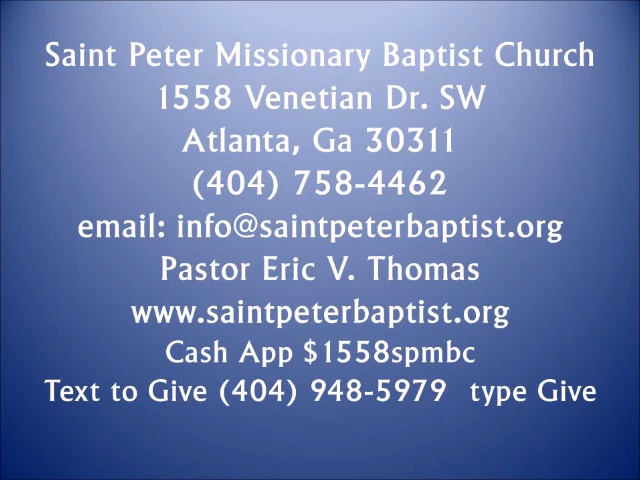 Saint Peter Missionary Baptist Church
1558 Venetian Dr. SW
Atlanta, Ga 30311
(404) 758-4462
email: info@saintpeterbaptist.org
Pastor Eric V. Thomas
www.saintpeterbaptist.org
Cash App $1558spmbc
Text to Give (404) 948-5979 type Give